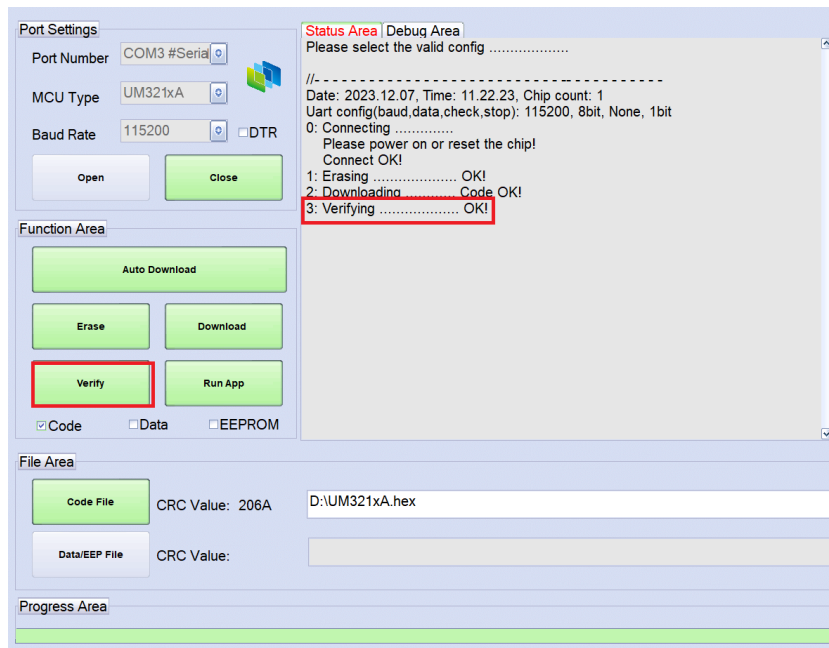 Port Settings
Port Number COM3 #Serial
MCU Type UM321xA
Baud Rate 115200 DTR
Open Close
Function Area
Auto Download
Erase Download
Verify Run App
Code Data EEPROM
Status Area Debug Area
Please select the valid config ...................
//- - - - - - - - - - - - - - - - - - - - - - - - - - - -- - - - - - - - - - - -
Date: 2023.12.07, Time: 11.22.23, Chip count: 1
Uart config(baud,data,check,stop): 115200, 8bit, None, 1bit
0: Connecting ..............
Please power on or reset the chip!
Connect OK!
1: Erasing .................... OK!
2: Downloading ............ Code OK!
3: Verifying ................... OK!
File Area
Code File CRC Value: 206A D:\UM321xA.hex
Data/EEP File CRC Value:
Progress Area